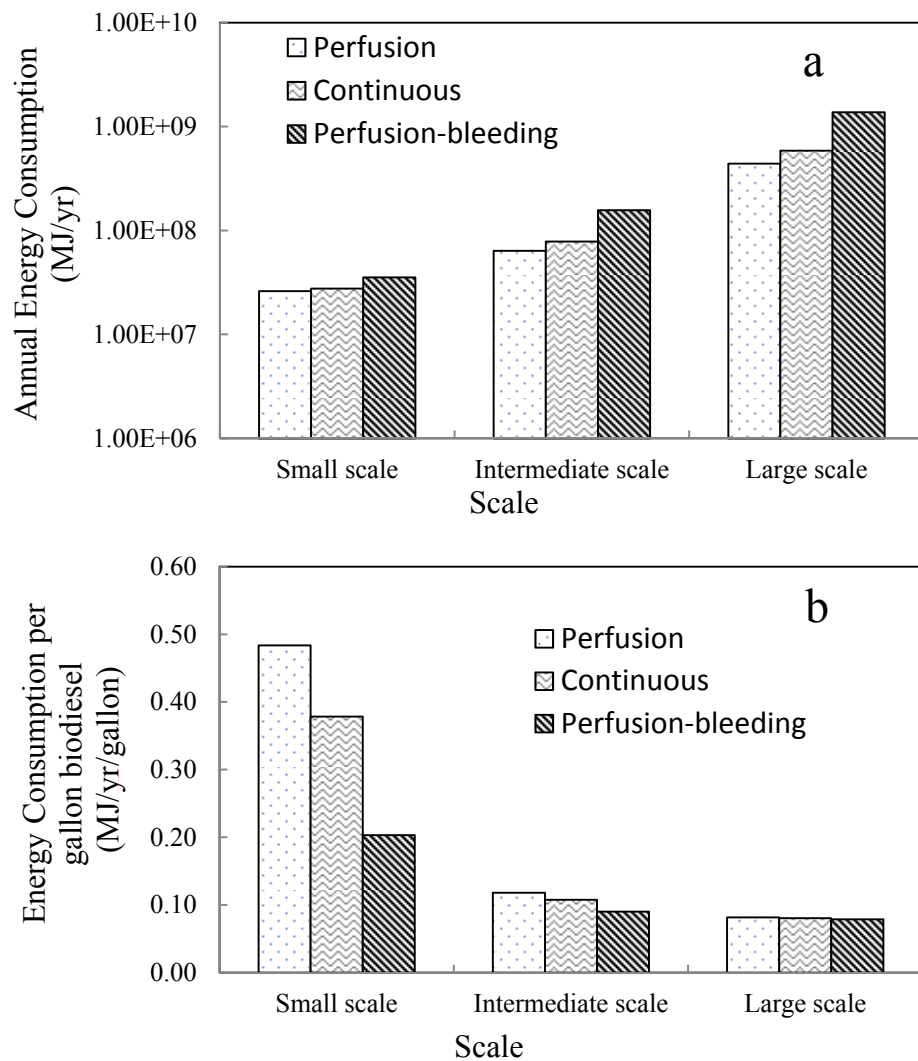 1.00E+10
1.00E+09
1.00E+08
1.00E+07
1.00E+06
Annual Energy Consumption
(MJ/yr)
Perfusion
Continuous
Perfusion-bleeding
a
Small scale
Intermediate scale
Large scale
Scale
0.60
0.50
0.40
0.30
0.20
0.10
0.00
Energy Consumption per
gallon biodiesel
(MJ/yr/gallon)
b
Perfusion
Continuous
Perfusion-bleeding
Small scale
Intermediate scale
Large scale
Scale